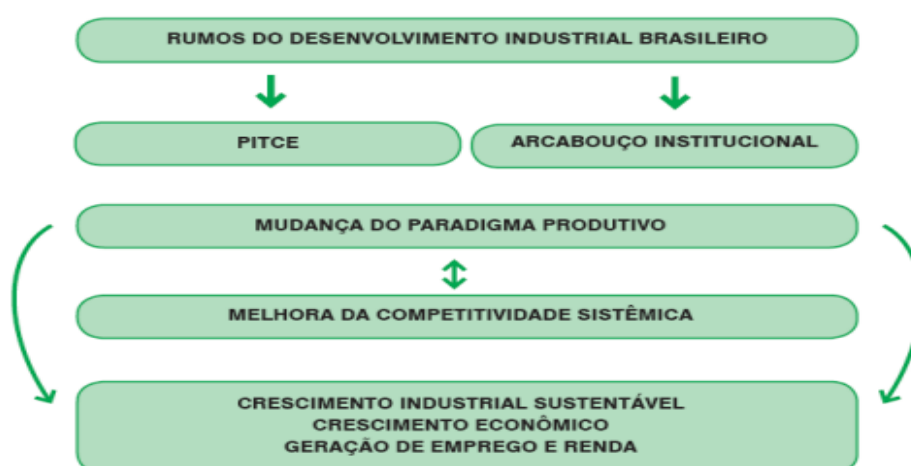 RUMOS DO DESENVOLVIMENTO INDUSTRIAL BRASILEIRO
PITCE
ARCABOUÇO INSTITUCIONAL
MUDANÇA DO PARADIGMA PRODUTIVO
MELHORA DA COMPETITIVIDADE SISTÊMICA
CRESCIMENTO INDUSTRIAL SUSTENTÁVEL
CRESCIMENTO ECONÔMICO
GERAÇÃO DE EMPREGO E RENDA